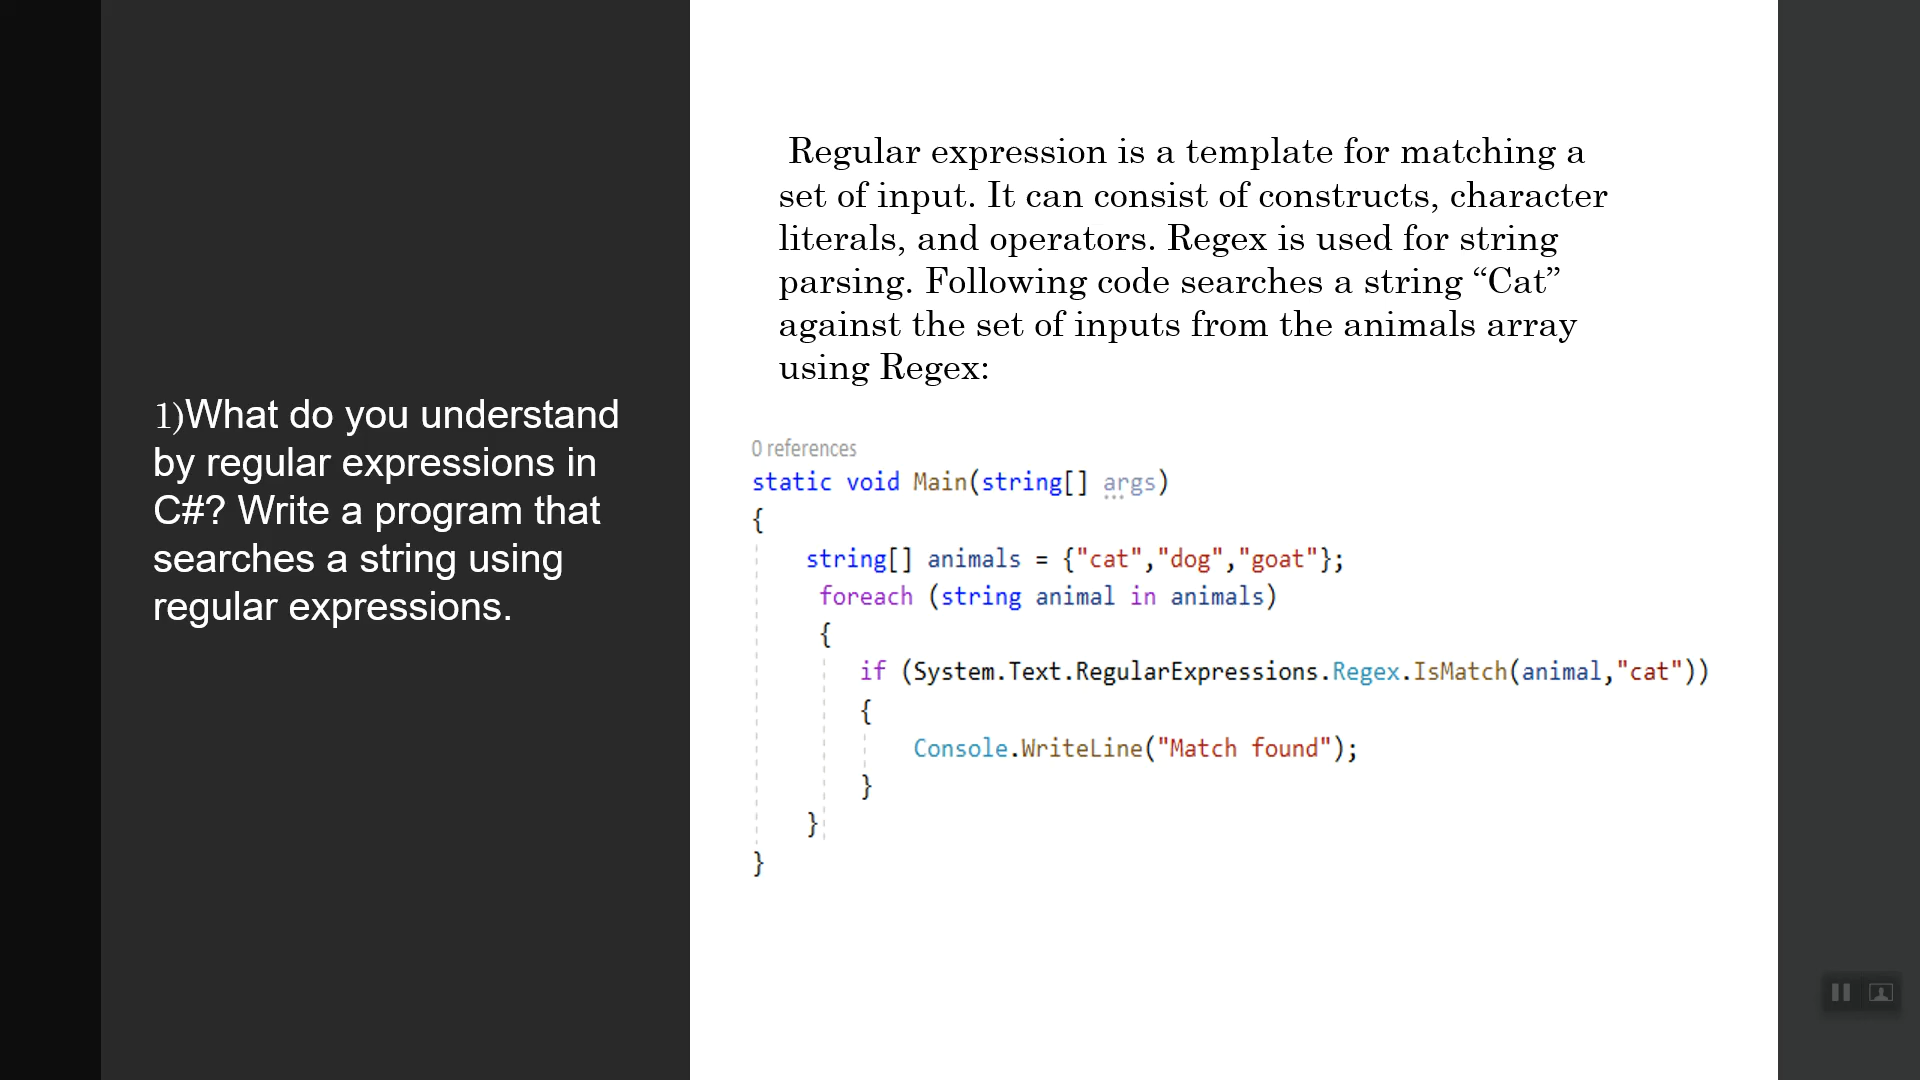 1)What do you understand
by regular expressions in
C#? Write a program that
searches a string using
regular expressions.
Regular expression is a template for matching a
set of input. It can consist of constructs, character
literals, and operators. Regex is used for string
parsing. Following code searches a string “Cat”
against the set of inputs from the animals array
using Regex:
0 references
static void Main(string[] args)
{
string[] animals = {"cat","dog","goat"};
foreach (string animal in animals)
{
if (System.Text.RegularExpressions.Regex.IsMatch(animal,"cat"))
{
Console.WriteLine("Match found");
}
}
}